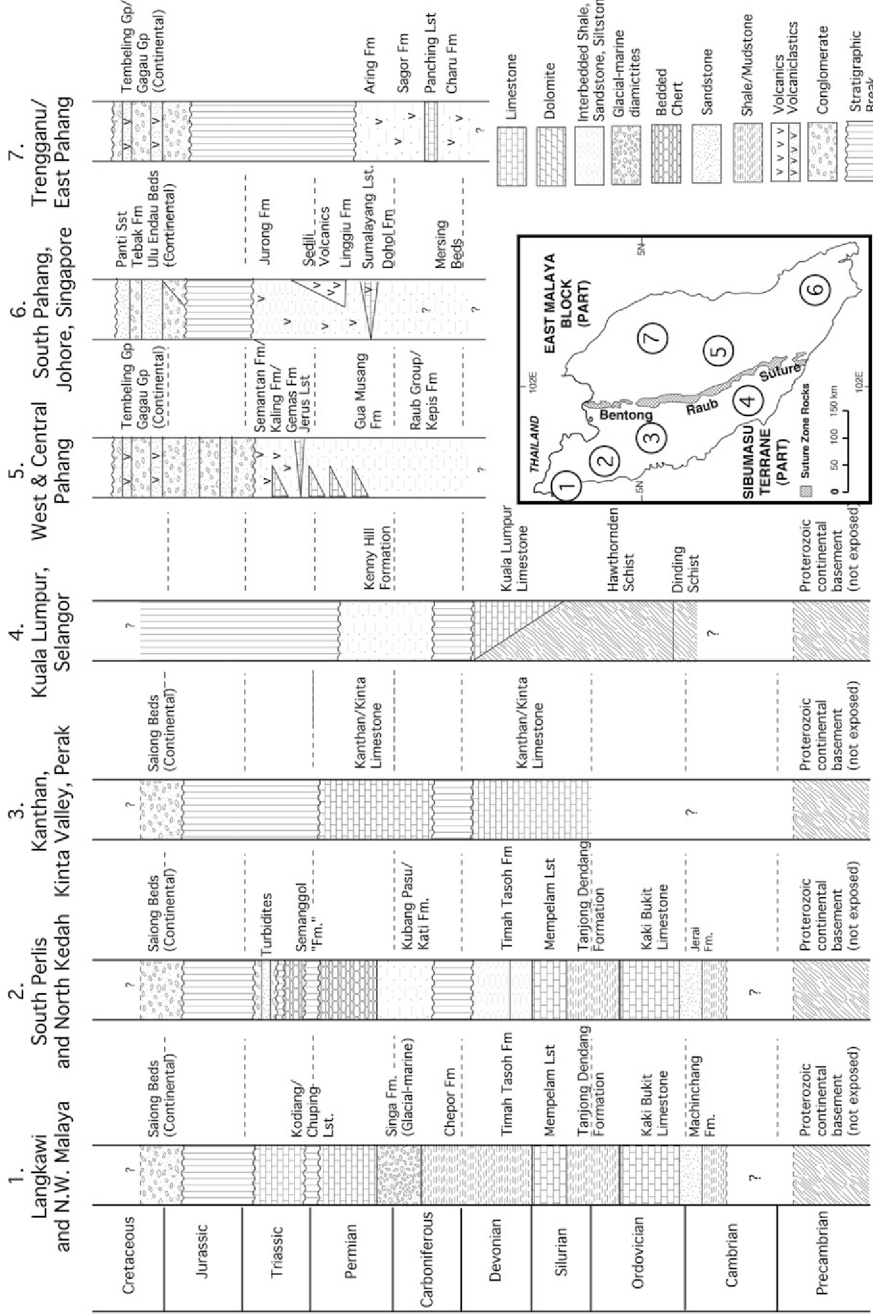 1.
Langkawi
and N.W. Malaya
2.
South Perlis
and North Kedah
3.
Kanthan,
Kinta Valley, Perak
4.
Kuala Lumpur,
Selangor
5.
West & Central
Pahang
6.
South Pahang,
Johore, Singapore
7.
Trengganu/
East Pahang
Cretaceous
Jurassic
Triassic
Permian
Carboniferous
Devonian
Silurian
Ordovician
Cambrian
Precambrian
?
Saiong Beds
(Continental)
Kodiang/
Chuping
Lst.
Singa Fm.
(Glacial-marine)
Chepor Fm
Timah Tasoh Fm
Mempelam Lst
Tanjong Dendang
Formation
Kaki Bukit
Limestone
Machinchang
Fm.
?
Proterozoic
continental
basement
(not exposed)
?
Saiong Beds
(Continental)
Turbidites
Semanggol
"Fm."
Kubang Pasu/
Kati Fm.
Timah Tasoh Fm
Mempelam Lst
Tanjong Dendang
Formation
Kaki Bukit
Limestone
Jerai
Fm.
?
Proterozoic
continental
basement
(not exposed)
?
Saiong Beds
(Continental)
Kanthan/Kinta
Limestone
Kanthan/Kinta
Limestone
?
Proterozoic
continental
basement
(not exposed)
?
Kenny Hill
Formation
Kuala Lumpur
Limestone
Hawthornden
Schist
Dinding
Schist
?
Proterozoic
continental
basement
(not exposed)
Tembeling Gp
Gagau Gp
(Continental)
Semantan Fm/
Kaling Fm/
Gemas Fm
Jerus Lst
Gua Musang
Fm
Raub Group/
Kepis Fm
?
Panti Sst
Tebak Fm
Ulu Endau Beds
(Continental)
Jurong Fm
Sedili
Volcanics
Linggiu Fm
Sumalayang Lst.
Dohol Fm
Mersing
Beds
?
?
Tembeling Gp/
Gagau Gp
(Continental)
Aring Fm
Sagor Fm
Panching Lst
Charu Fm
?
Limestone
Dolomite
Interbedded Shale,
Sandstone, Siltston
Glacial-marine
diamictites
Bedded
Chert
Sandstone
Shale/Mudstone
Volcanics
Volcaniclastics
Conglomerate
Stratigraphic
Break
THAILAND
102E
EAST MALAYA
BLOCK
(PART)
5N
5N
Bentong
Raub
Suture
SIBUMASU
TERRANE
(PART)
1
2
3
4
5
6
7
Suture Zone Rocks
0 50 100 150 km
102E